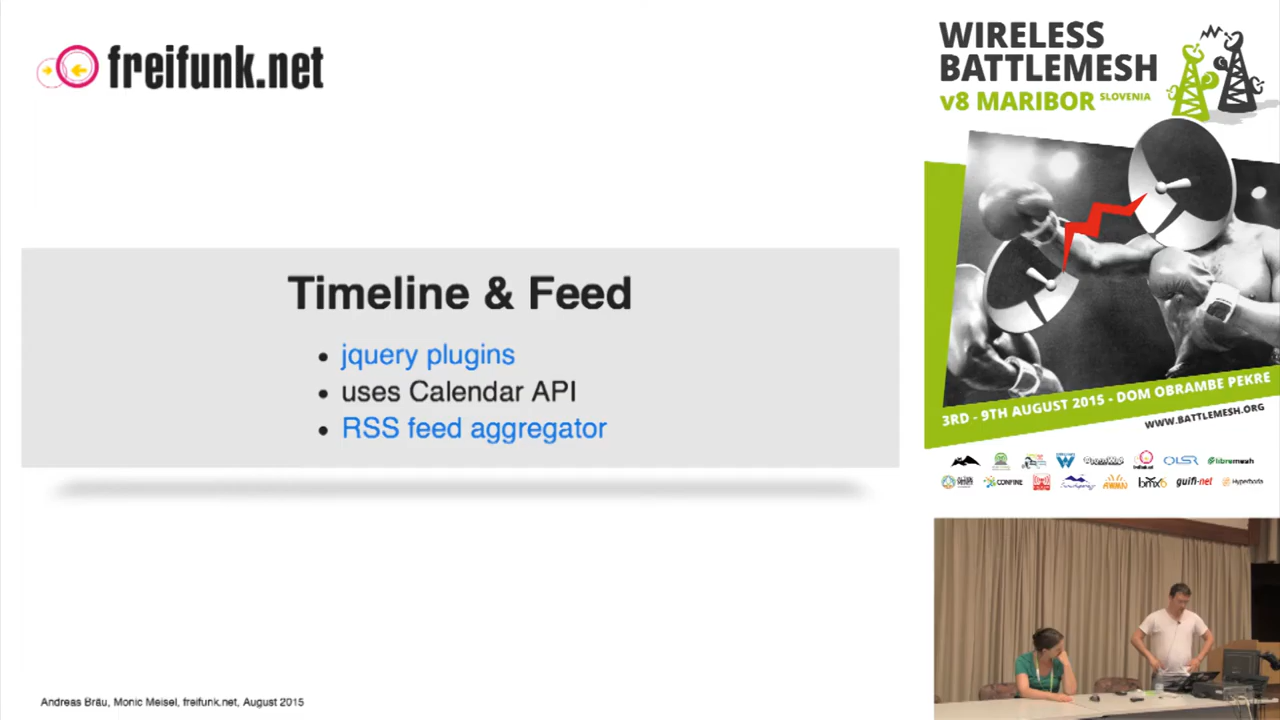 freifunk.net
Timeline & Feed
jquery plugins
uses Calendar API
RSS feed aggregator
Andreas Bräu, Monic Meisel, freifunk.net, August 2015
WIRELESS
BATTLEMESH
v8 MARIBOR SLOVENIA
3RD - 9TH AUGUST 2015 - DOM OBRAMBE PEKRE
WWW.BATTLEMESH.ORG
OLSR libremesh
CONFINE bmx6 guifi·net Hyperboria